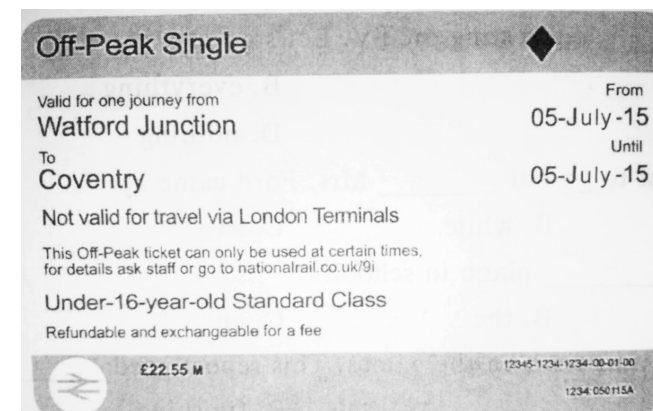 Off-Peak Single
Valid for one journey from
Watford Junction
From
05-July-15
To
Coventry
Until
05-July-15
Not valid for travel via London Terminals
This Off-Peak ticket can only be used at certain times,
for details ask staff or go to nationalrail.co.uk/9i
Under-16-year-old Standard Class
Refundable and exchangeable for a fee
£22.55 M
12345-1234-1234-00-01-00
1234:050115A